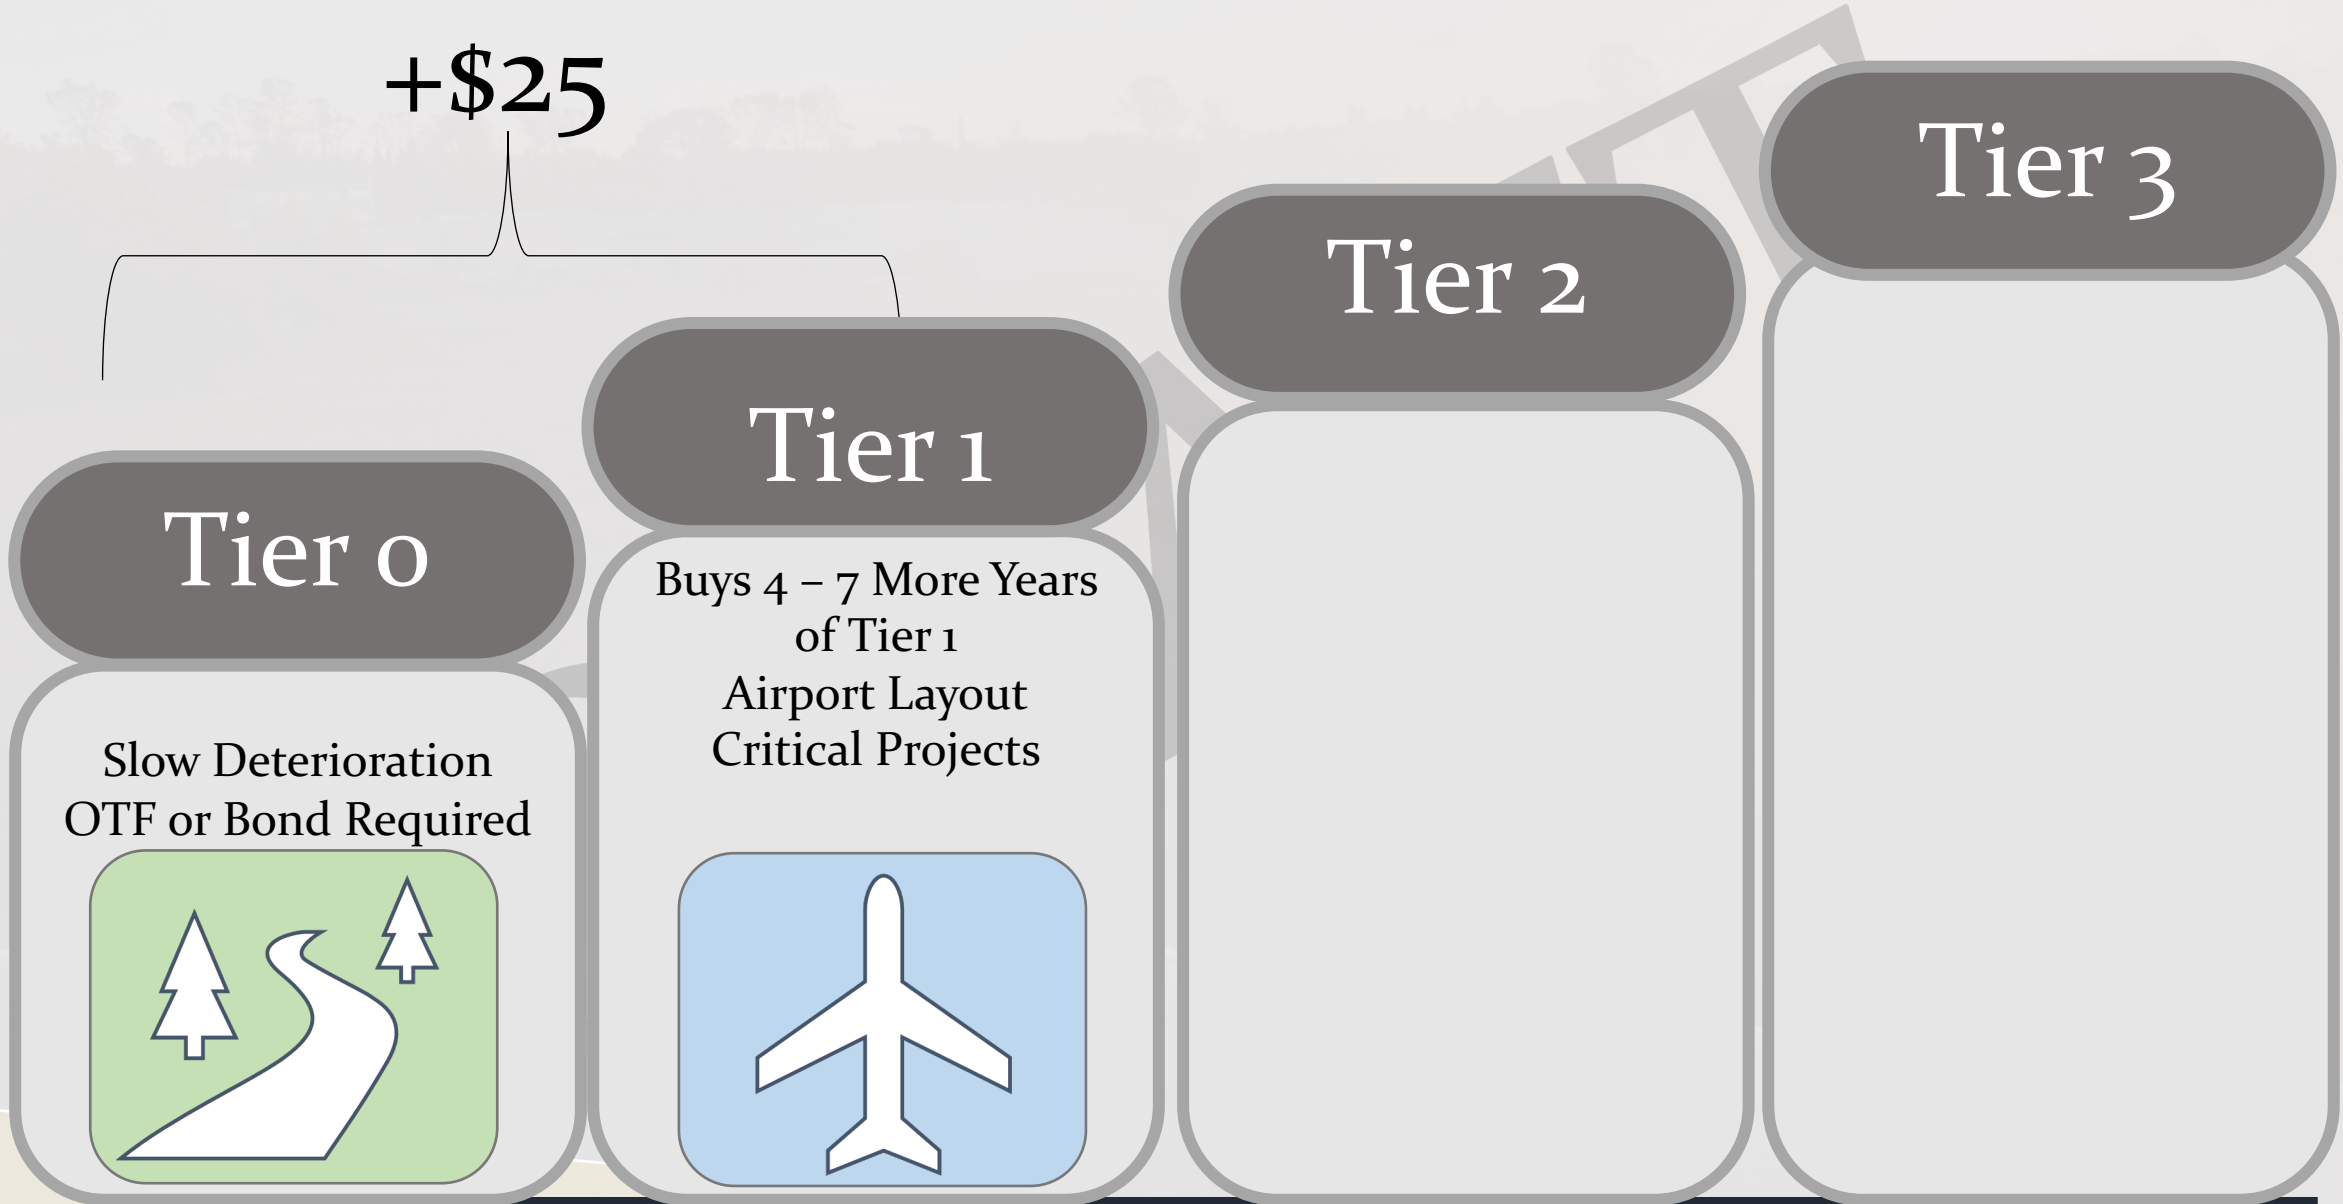 +$25
Tier 3
Tier 2
Tier 1
Tier 0
Buys 4 – 7 More Years
of Tier 1
Airport Layout
Critical Projects
Slow Deterioration
OTF or Bond Required